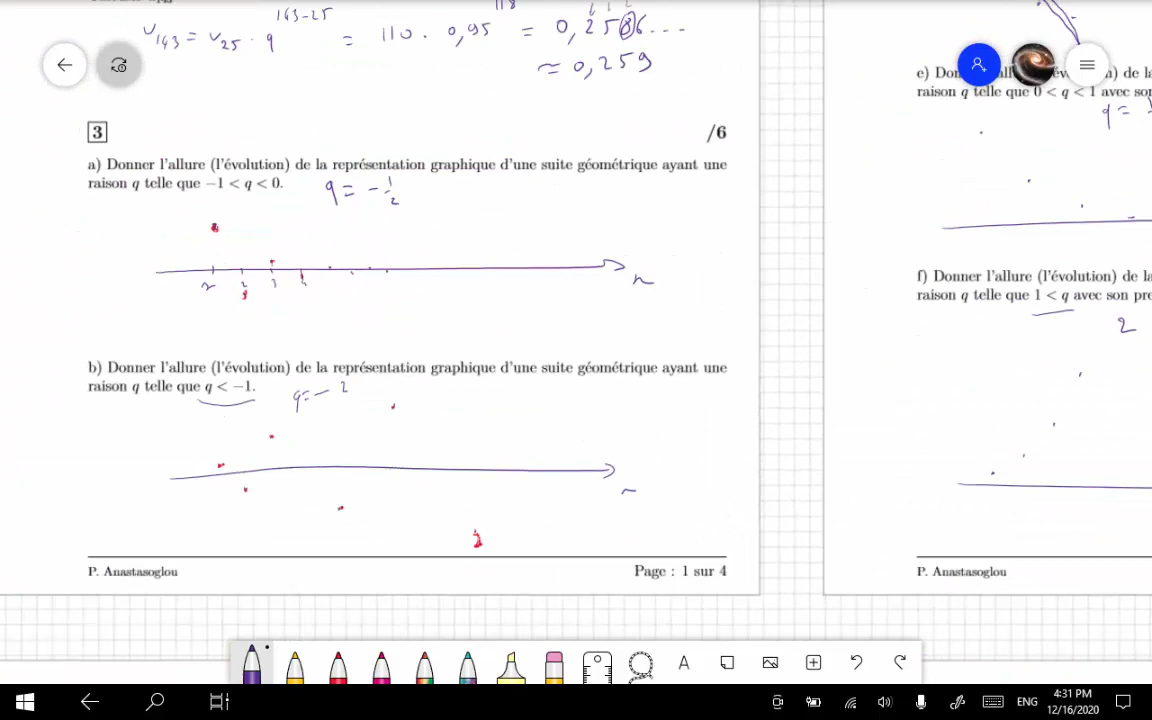 u₁₄₃ = u₂₅ · q¹⁴³⁻²⁵ = 110 · 0,95¹¹⁸ = 0,2586...
≈ 0,259
3 /6
a) Donner l'allure (l'évolution) de la représentation graphique d'une suite géométrique ayant une
raison q telle que −1 < q < 0.
q = −1/2
n
b) Donner l'allure (l'évolution) de la représentation graphique d'une suite géométrique ayant une
raison q telle que q < −1.
q = −2
n
P. Anastasoglou Page : 1 sur 4
e) Don
raison q telle que 0 < q < 1 avec so
q =
f) Donner l'allure (l'évolution) de la
raison q telle que 1 < q avec son pre
2
P. Anastasoglou
A
ENG
4:31 PM
12/16/2020